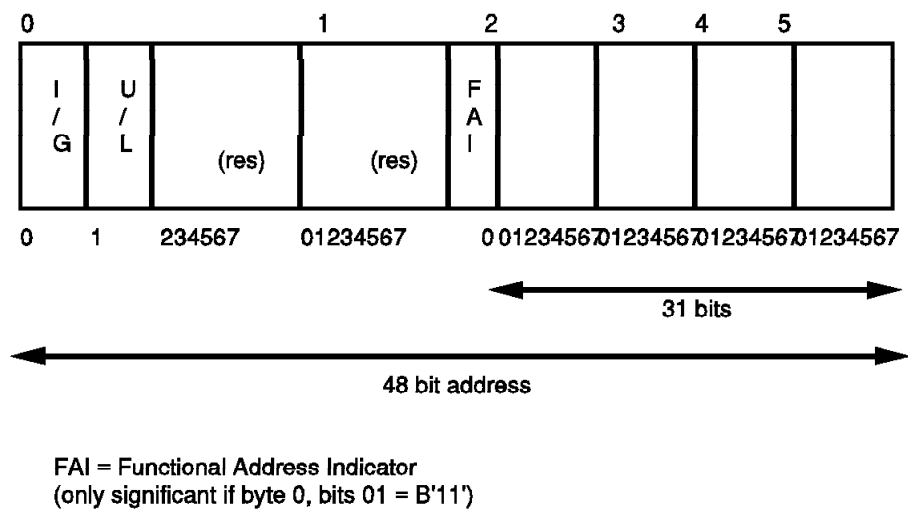 0 1 2 3 4 5
I/G U/L (res) (res) FAI
0 1 234567 01234567 0 01234567 01234567 01234567 01234567
31 bits
48 bit address
FAI = Functional Address Indicator
(only significant if byte 0, bits 01 = B'11')